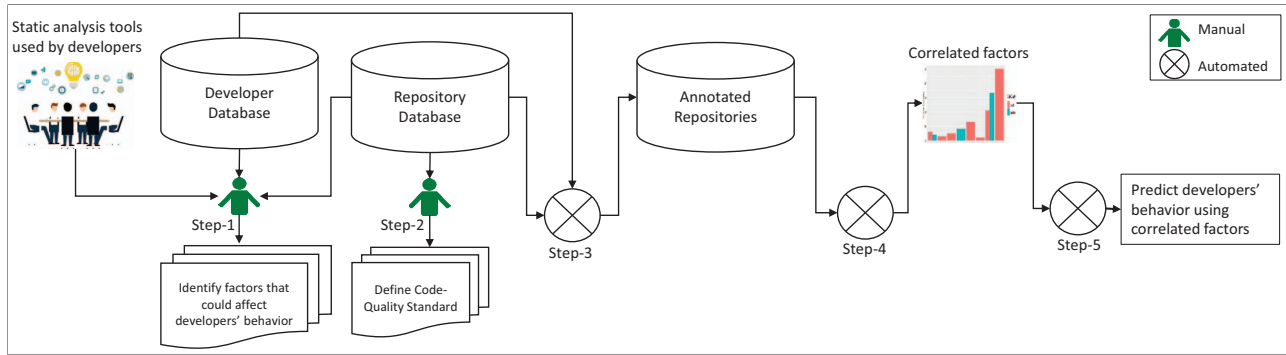 Static analysis tools
used by developers
Developer
Database
Repository
Database
Annotated
Repositories
Correlated factors
Manual
Automated
Step-1
Step-2
Step-3
Step-4
Step-5
Predict developers'
behavior using
correlated factors
Identify factors that
could affect
developers' behavior
Define Code-
Quality Standard